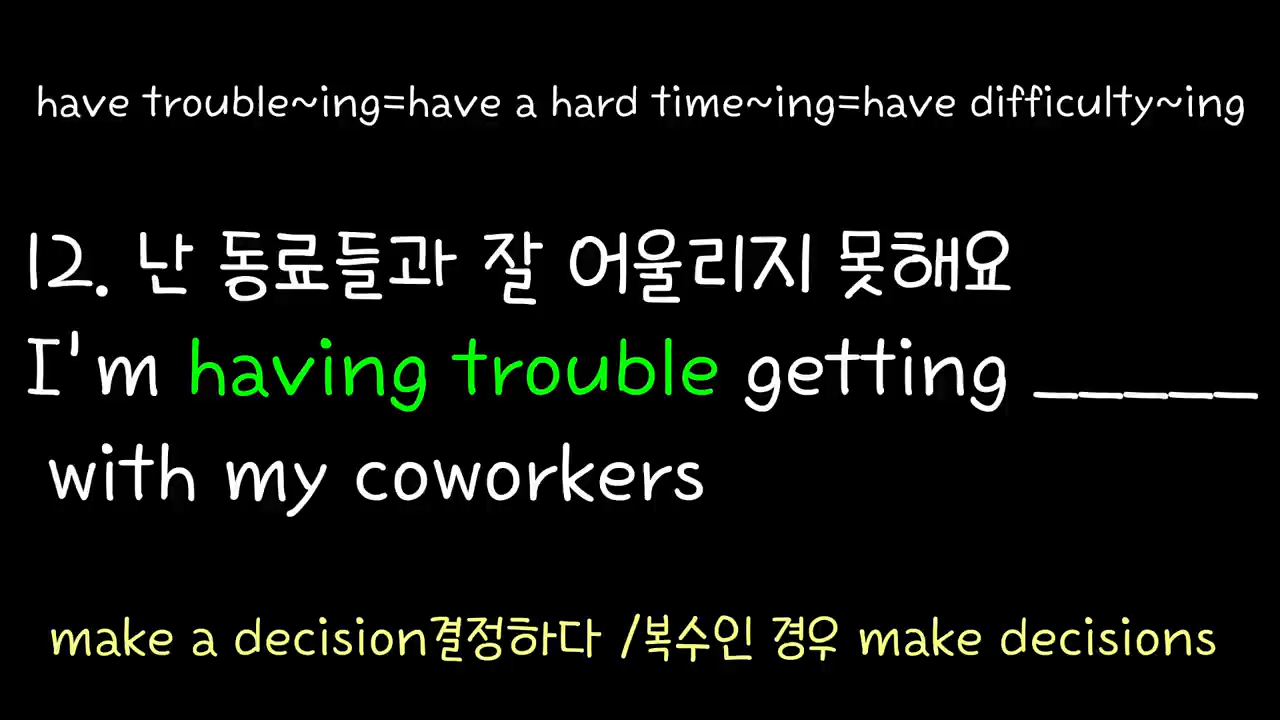 have trouble~ing=have a hard time~ing=have difficulty~ing
12. 난 동료들과 잘 어울리지 못해요
I'm having trouble getting _____
with my coworkers
make a decision결정하다 /복수인 경우 make decisions